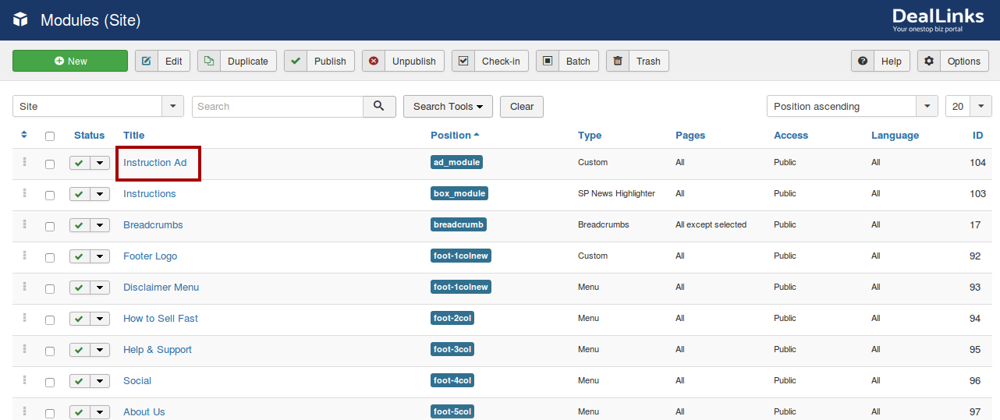 Modules (Site)
DealLinks
Your onestop biz portal
New Edit Duplicate Publish Unpublish Check-in Batch Trash Help Options
Site Search Search Tools Clear Position ascending 20
Status Title Position Type Pages Access Language ID
Instruction Ad ad_module Custom All Public All 104
Instructions box_module SP News Highlighter All Public All 103
Breadcrumbs breadcrumb Breadcrumbs All except selected Public All 17
Footer Logo foot-1colnew Custom All Public All 92
Disclaimer Menu foot-1colnew Menu All Public All 93
How to Sell Fast foot-2col Menu All Public All 94
Help & Support foot-3col Menu All Public All 95
Social foot-4col Menu All Public All 96
About Us foot-5col Menu All Public All 97